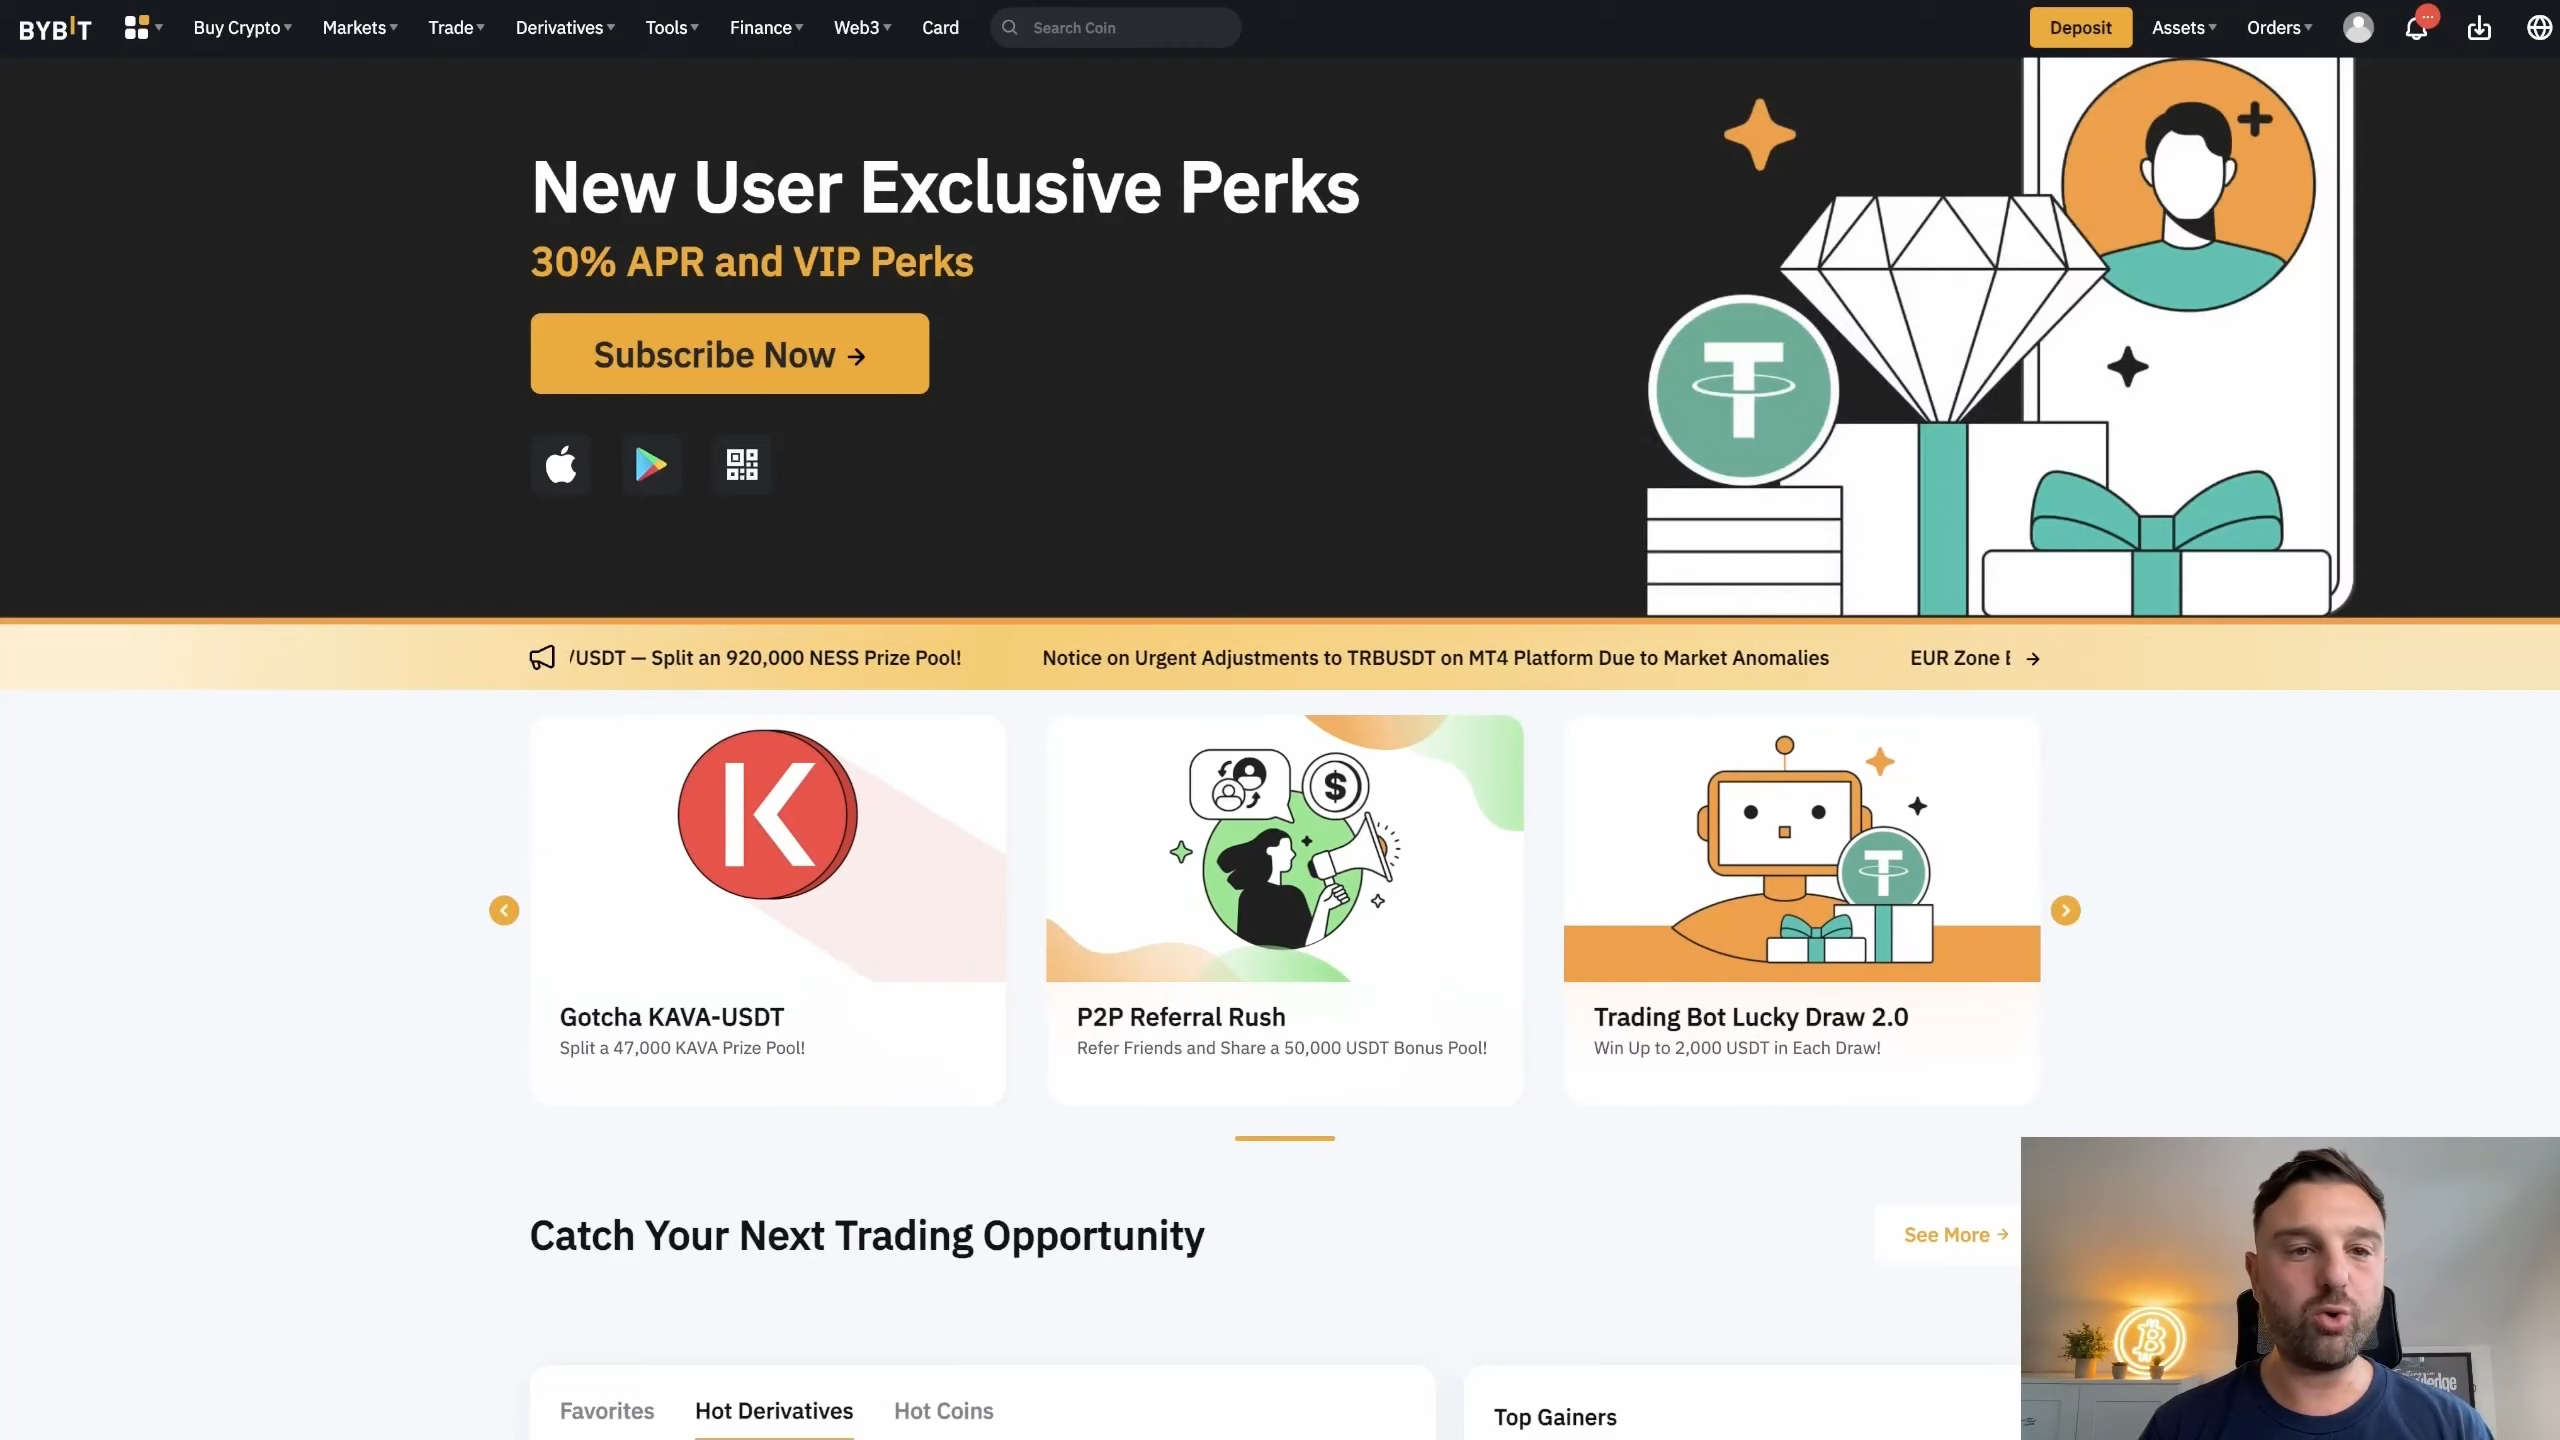 BYBIT
Buy Crypto
Markets
Trade
Derivatives
Tools
Finance
Web3
Card
Search Coin
Deposit
Assets
Orders
New User Exclusive Perks
30% APR and VIP Perks
Subscribe Now →
/USDT — Split an 920,000 NESS Prize Pool!
Notice on Urgent Adjustments to TRBUSDT on MT4 Platform Due to Market Anomalies
EUR Zone
Gotcha KAVA-USDT
Split a 47,000 KAVA Prize Pool!
P2P Referral Rush
Refer Friends and Share a 50,000 USDT Bonus Pool!
Trading Bot Lucky Draw 2.0
Win Up to 2,000 USDT in Each Draw!
Catch Your Next Trading Opportunity
See More →
Favorites
Hot Derivatives
Hot Coins
Top Gainers